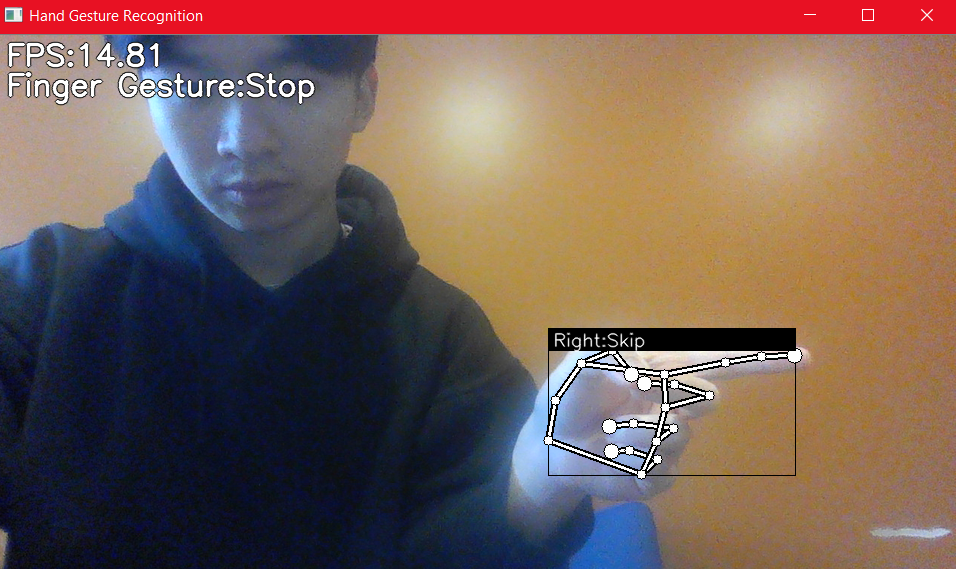 Hand Gesture Recognition
FPS:14.81
Finger Gesture:Stop
Right:Skip